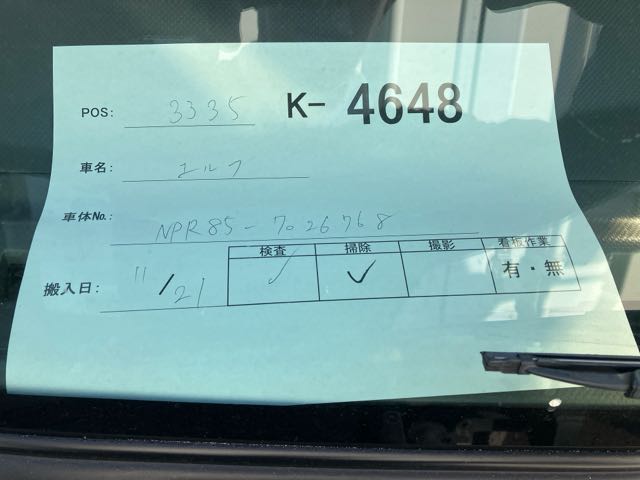 POS: 3335 K- 4648
車名: エルフ
車体No.: NPR85-7026768
検査 掃除 撮影 看板作業
搬入日: 11/21 ✓ ✓ 有・無